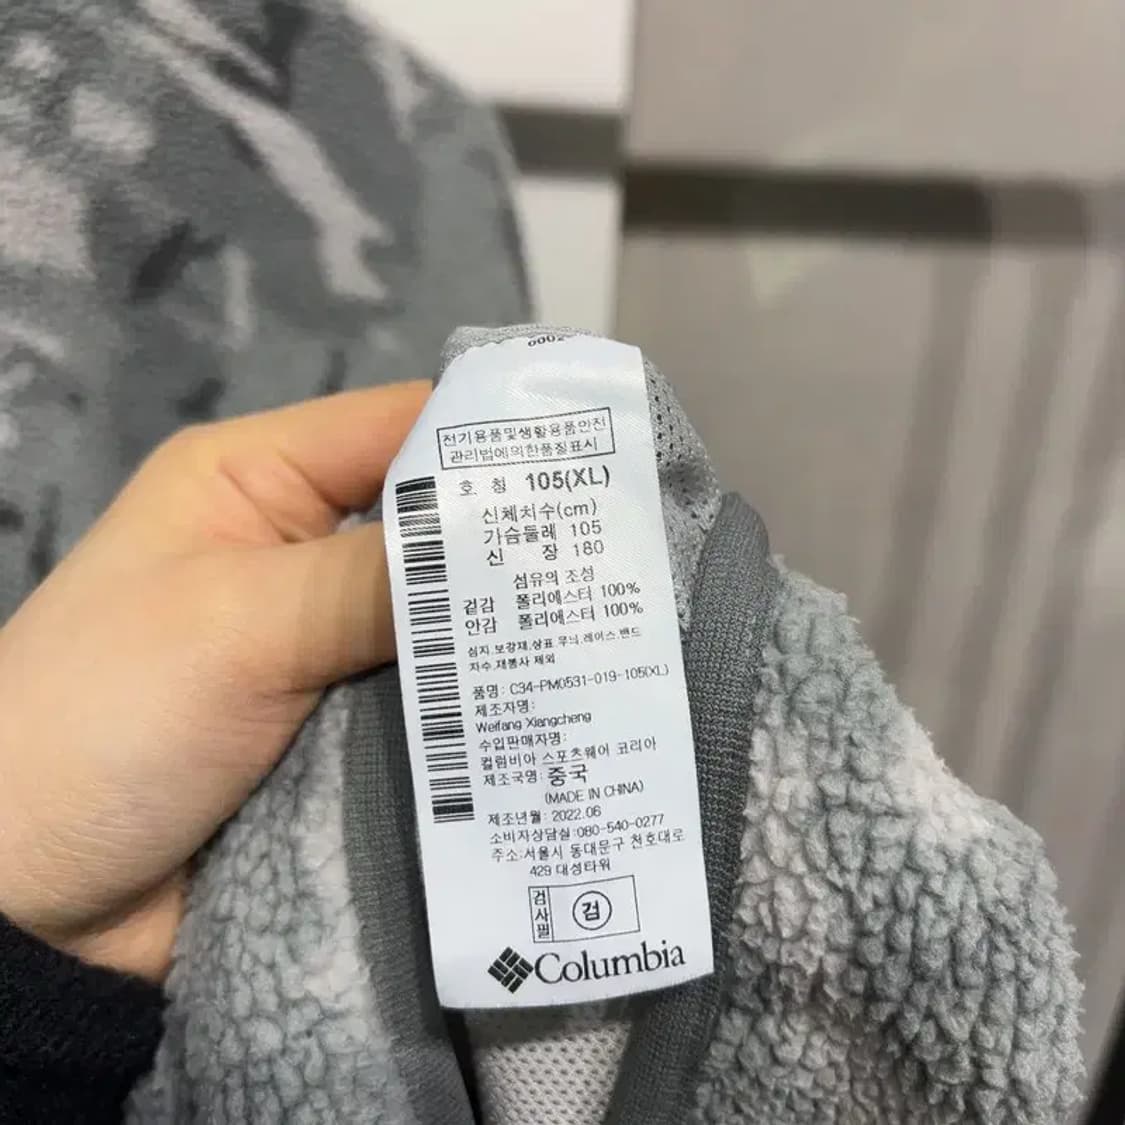 0002
전기용품및생활용품안전
관리법에의한품질표시
호 칭 105(XL)
신체치수(cm)
가슴둘레 105
신 장 180
섬유의 조성
겉감 폴리에스터 100%
안감 폴리에스터 100%
심지.보강재.상표.무늬.레이스.밴드
자수.재봉사 제외
품명: C34-PM0531-019-105(XL)
제조자명:
Weifang Xiangcheng
수입판매자명:
컬럼비아 스포츠웨어 코리아
제조국명: 중국
(MADE IN CHINA)
제조년월: 2022.06
소비자상담실:080-540-0277
주소:서울시 동대문구 천호대로
429 대성타워
검사필 검
Columbia